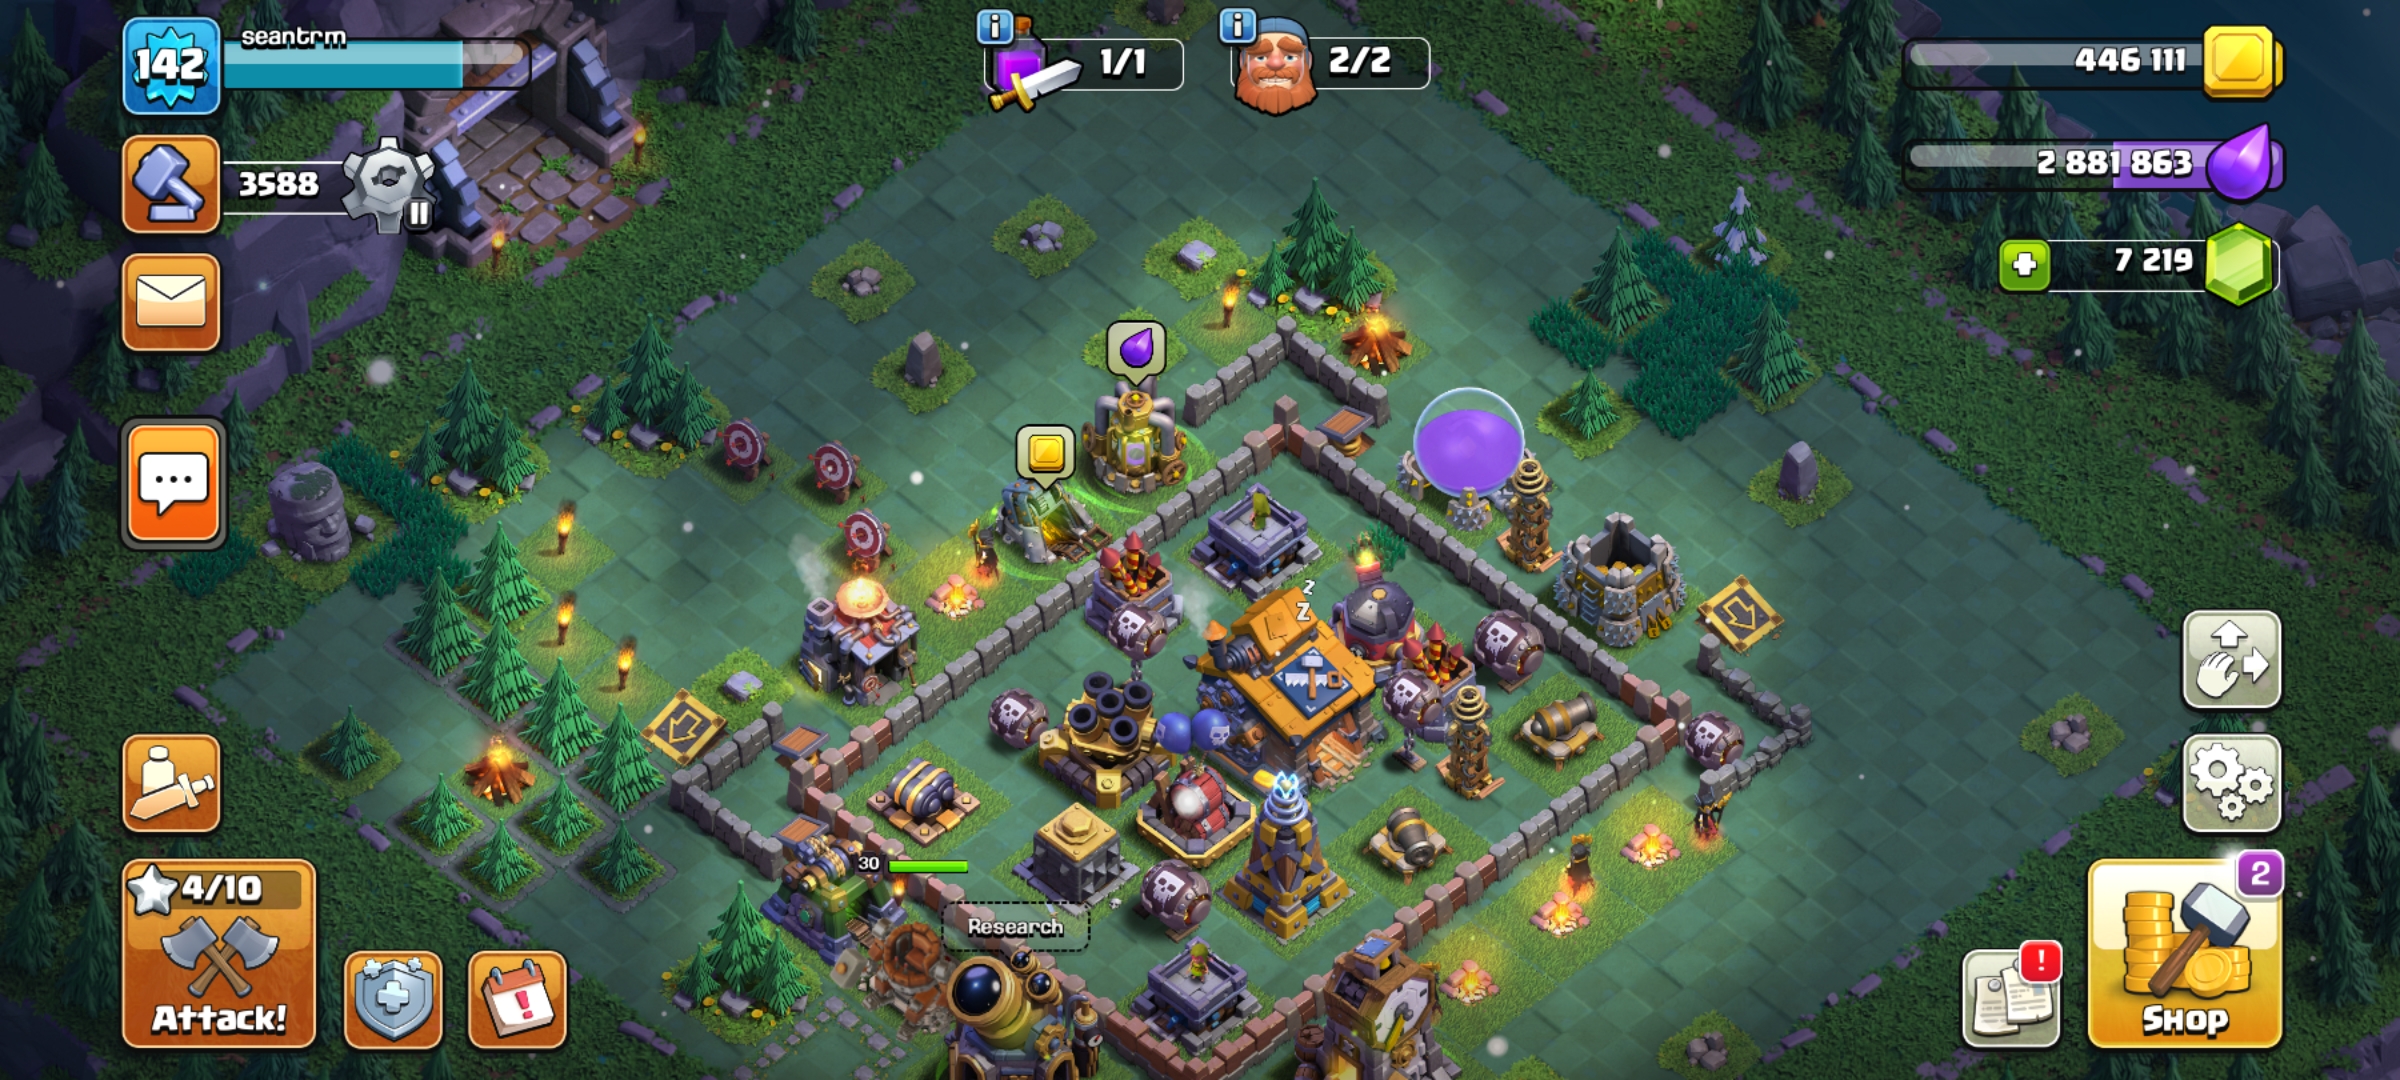 142
seantrm
1/1
2/2
446 111
3588
2 881 863
7 219
z
z
30
Research
4/10
Attack!
2
Shop